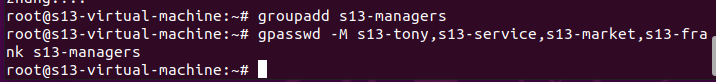 root@s13-virtual-machine:~# groupadd s13-managers
root@s13-virtual-machine:~# gpasswd -M s13-tony,s13-service,s13-market,s13-fra
nk s13-managers
root@s13-virtual-machine:~#